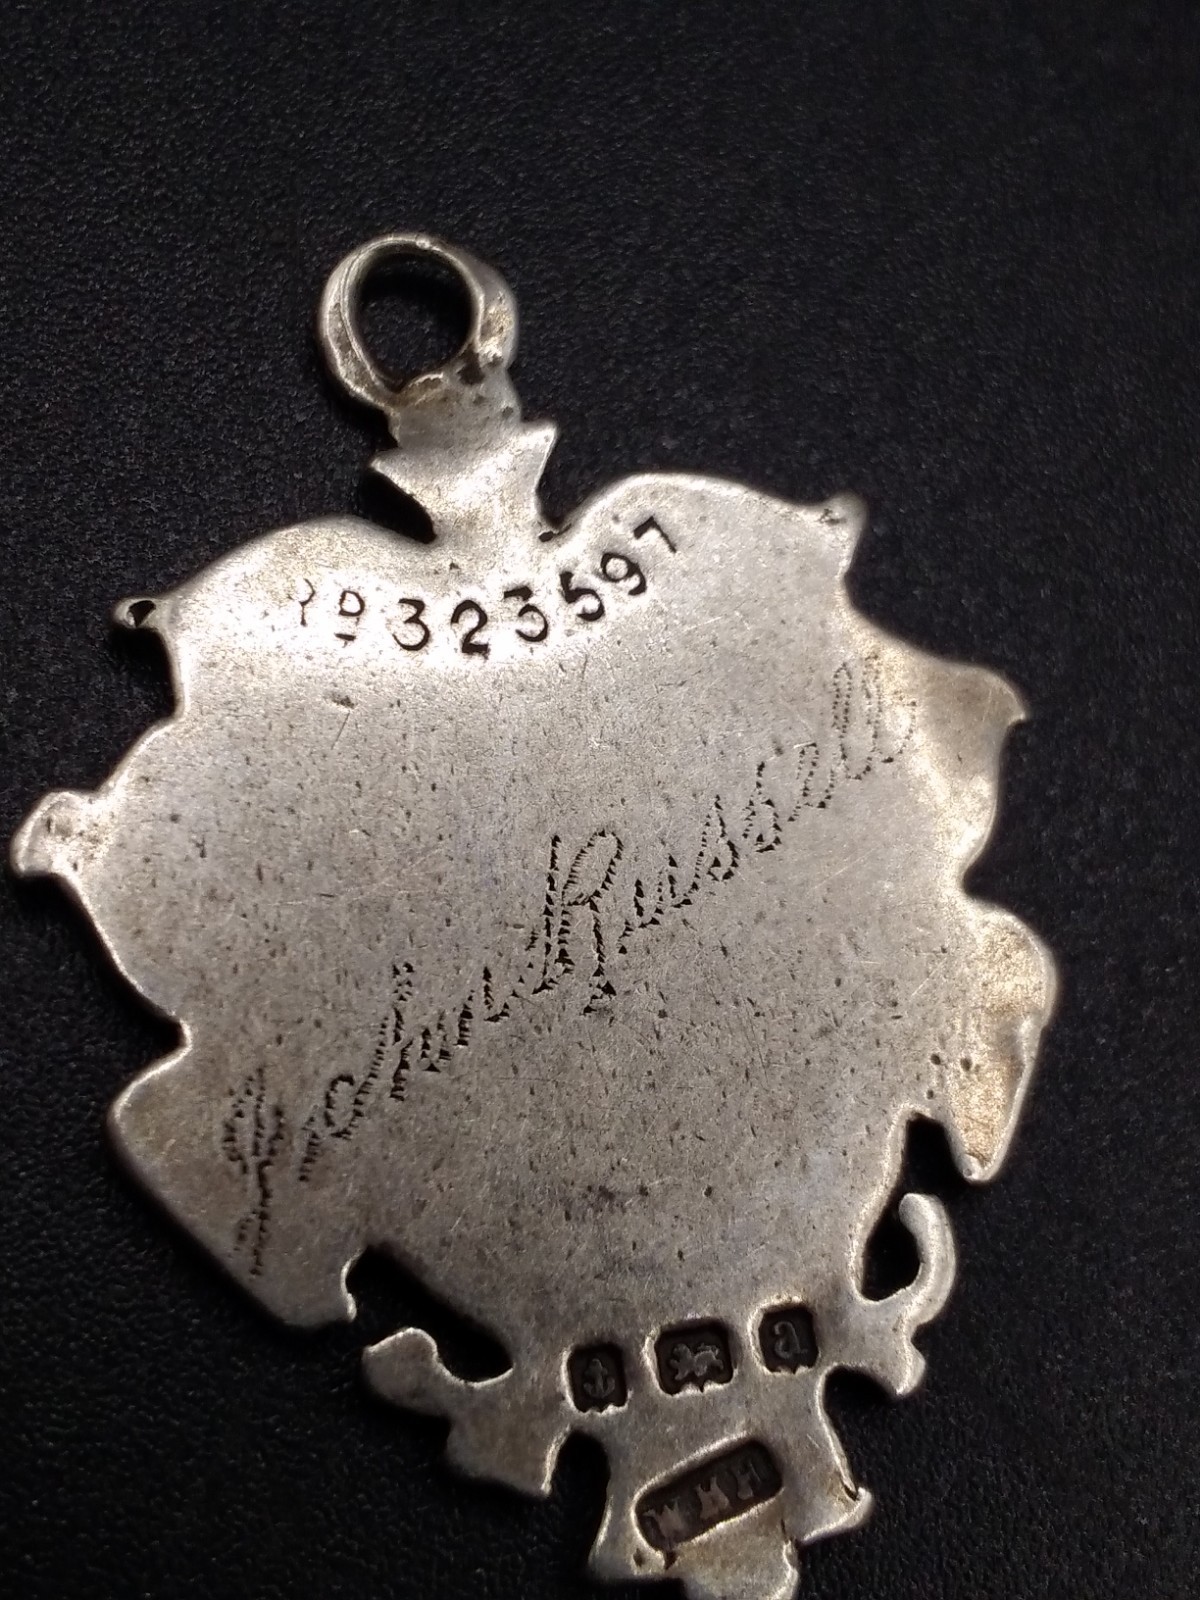 RD 323597
John Russell
a
WHH